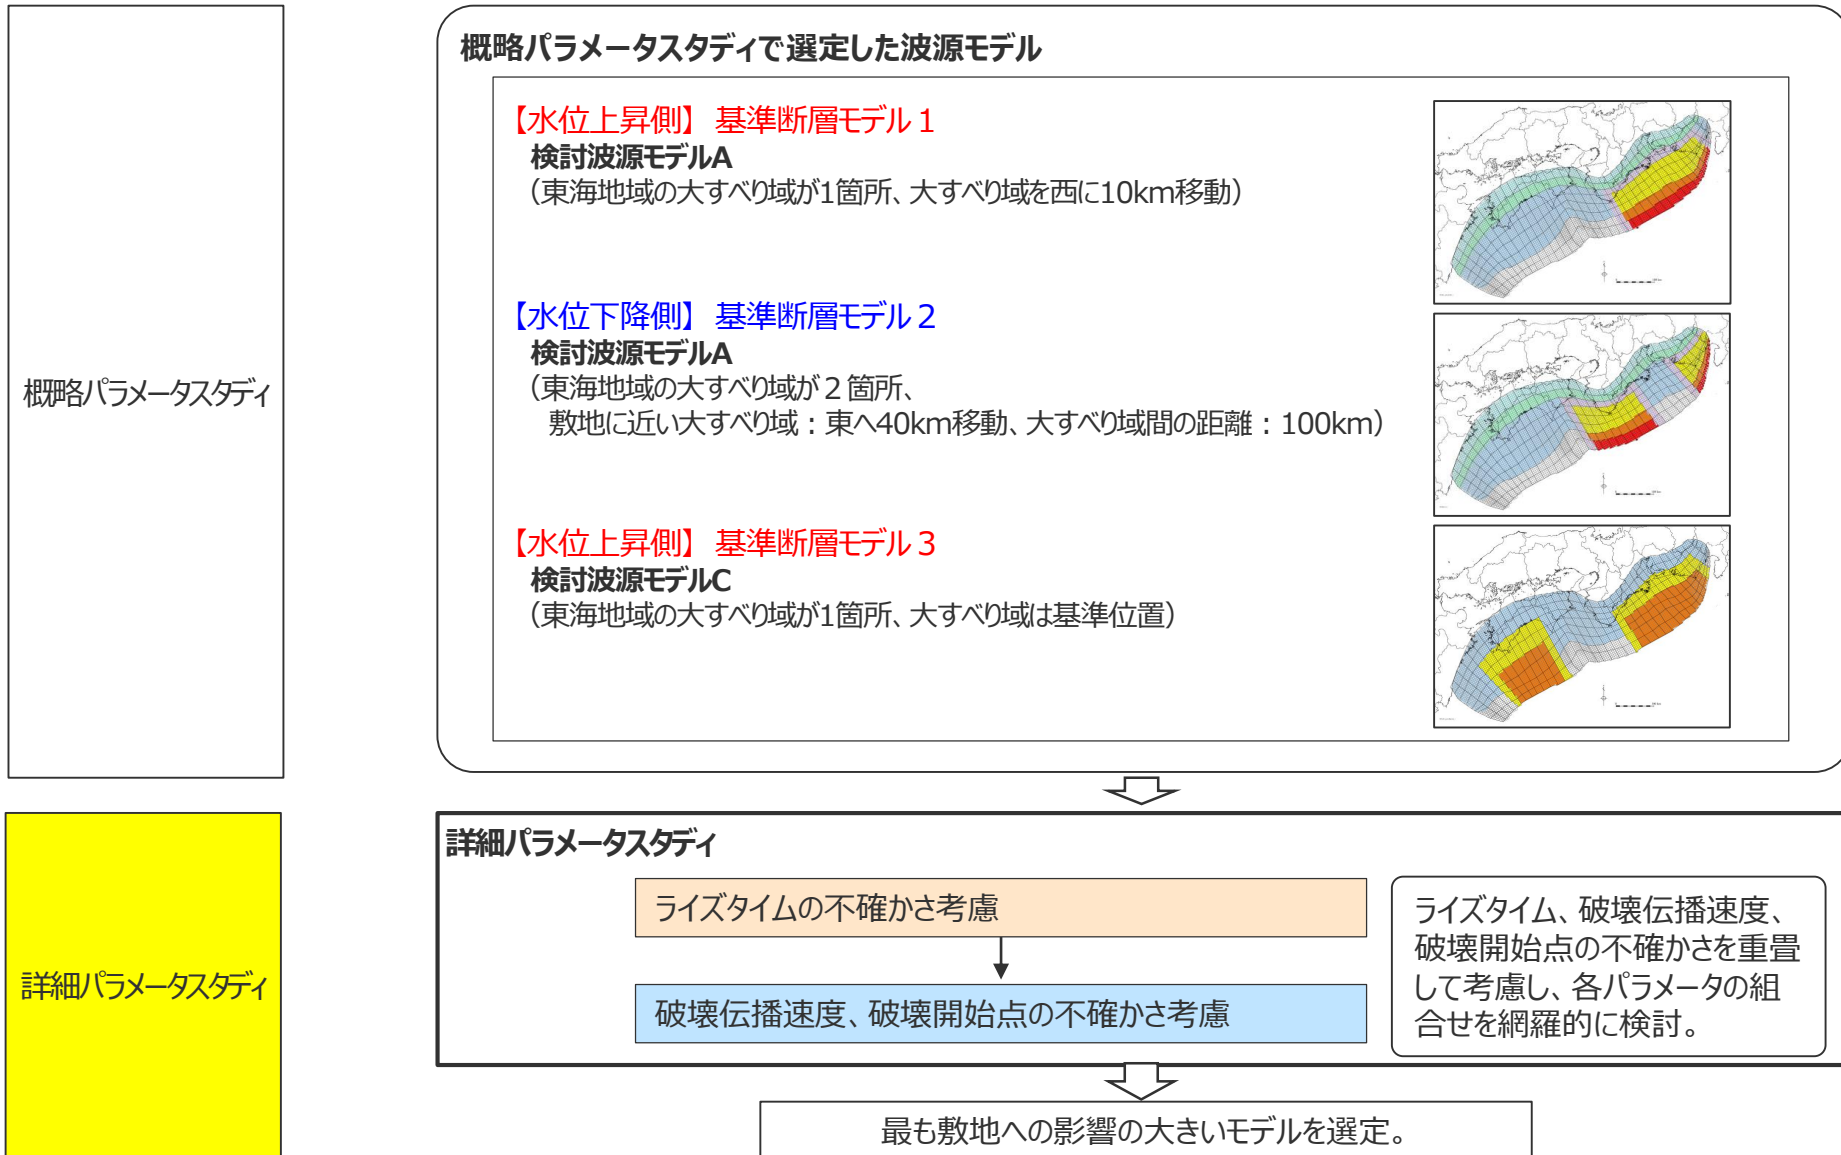 概略パラメータスタディ
概略パラメータスタディで選定した波源モデル
【水位上昇側】 基準断層モデル1
検討波源モデルA
（東海地域の大すべり域が1箇所、大すべり域を西に10km移動）
【水位下降側】 基準断層モデル2
検討波源モデルA
（東海地域の大すべり域が２箇所、
敷地に近い大すべり域：東へ40km移動、大すべり域間の距離：100km）
【水位上昇側】 基準断層モデル3
検討波源モデルC
（東海地域の大すべり域が1箇所、大すべり域は基準位置）
詳細パラメータスタディ
詳細パラメータスタディ
ライズタイムの不確かさ考慮
破壊伝播速度、破壊開始点の不確かさ考慮
ライズタイム、破壊伝播速度、
破壊開始点の不確かさを重畳
して考慮し、各パラメータの組
合せを網羅的に検討。
最も敷地への影響の大きいモデルを選定。